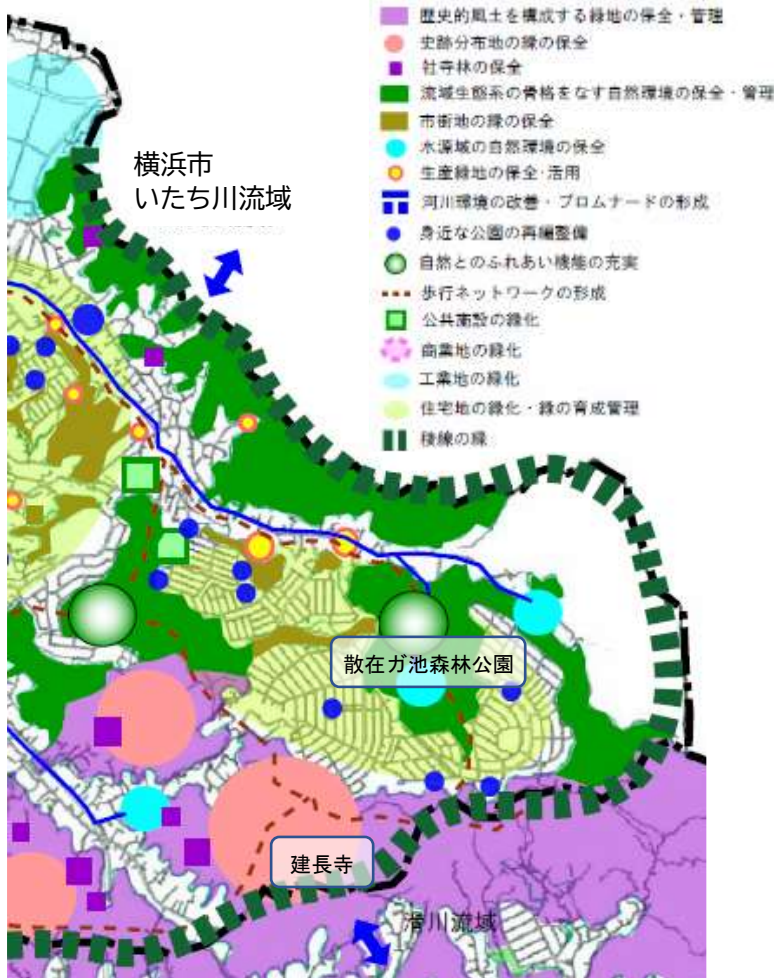 歴史的風土を構成する緑地の保全・管理
史跡分布地の緑の保全
社寺林の保全
流域生態系の骨格をなす自然環境の保全・管理
市街地の緑の保全
水源域の自然環境の保全
生産緑地の保全・活用
河川環境の改善・プロムナードの形成
身近な公園の再編整備
自然とのふれあい機能の充実
歩行ネットワークの形成
公共施設の緑化
商業地の緑化
工業地の緑化
住宅地の緑化・緑の育成管理
稜線の緑
横浜市
いたち川流域
散在ガ池森林公園
建長寺
滑川流域